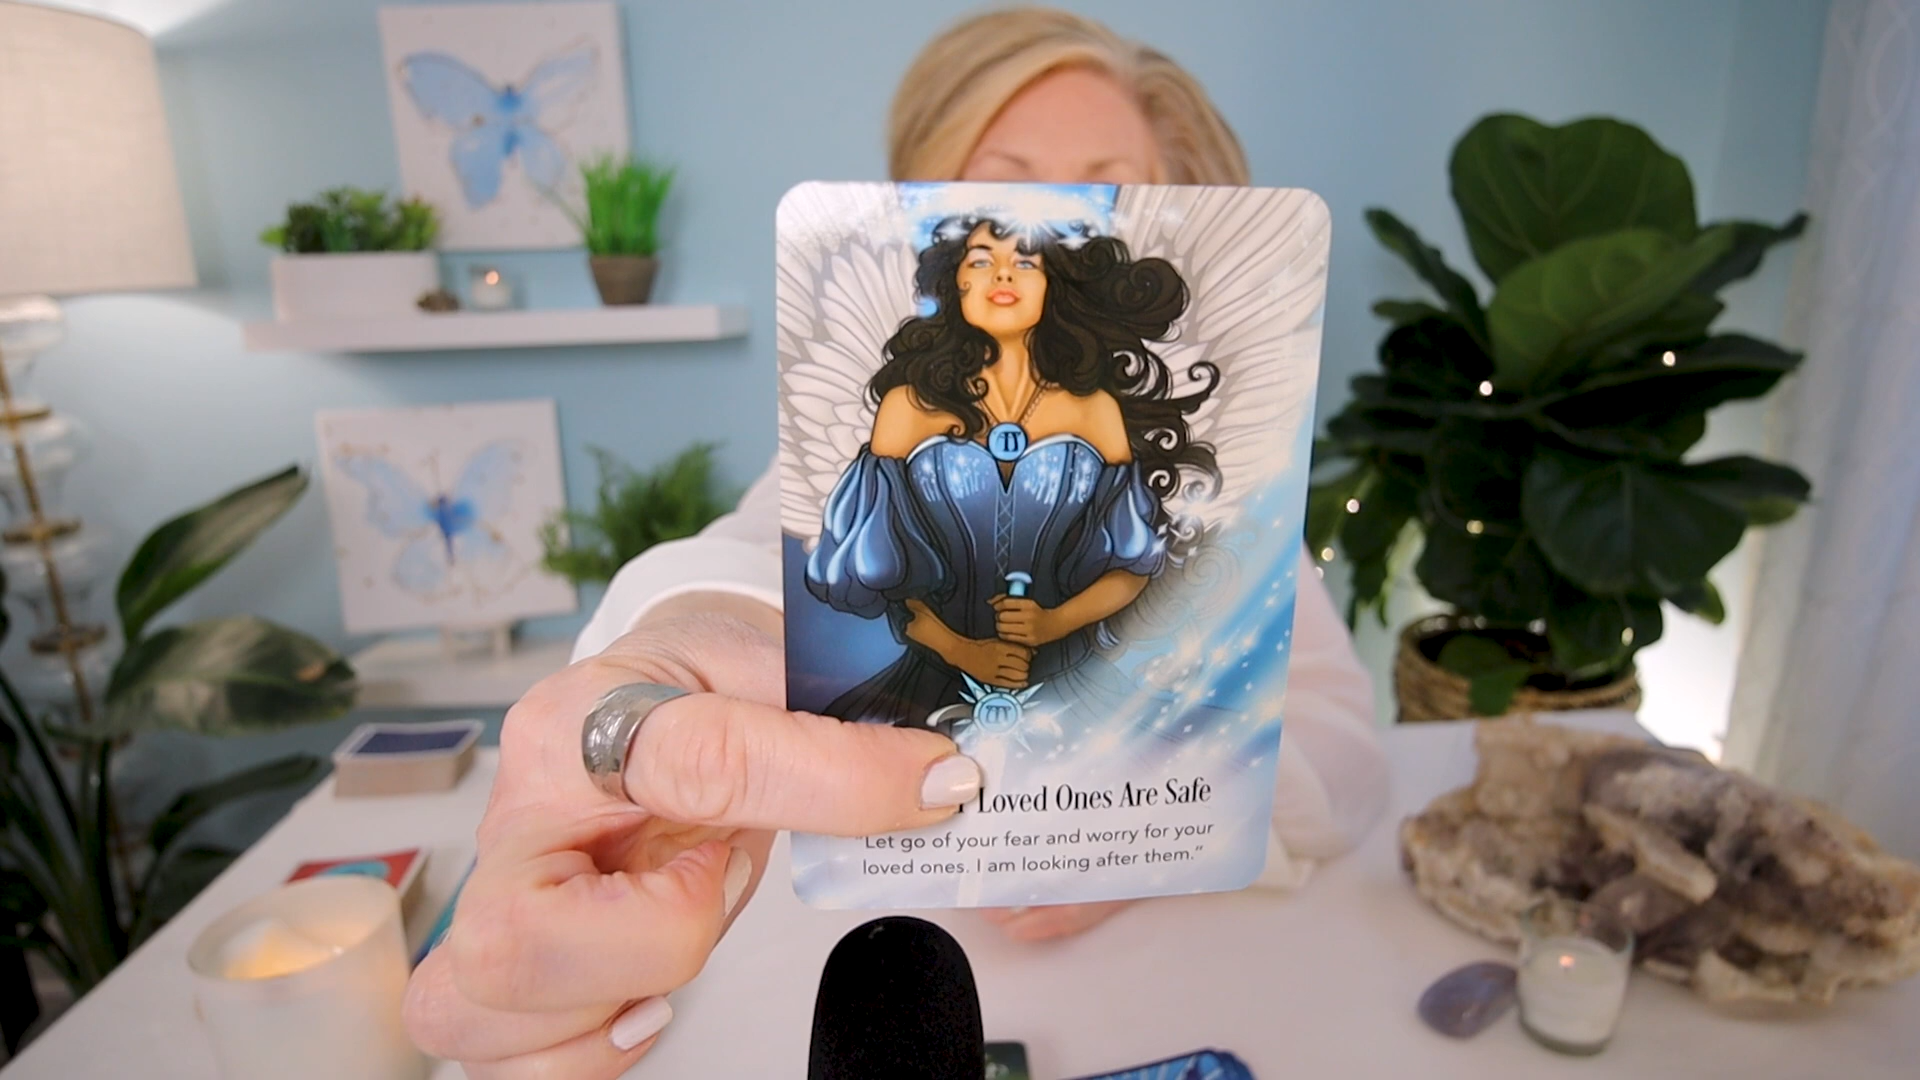 Loved Ones Are Safe
"Let go of your fear and worry for your
loved ones. I am looking after them."